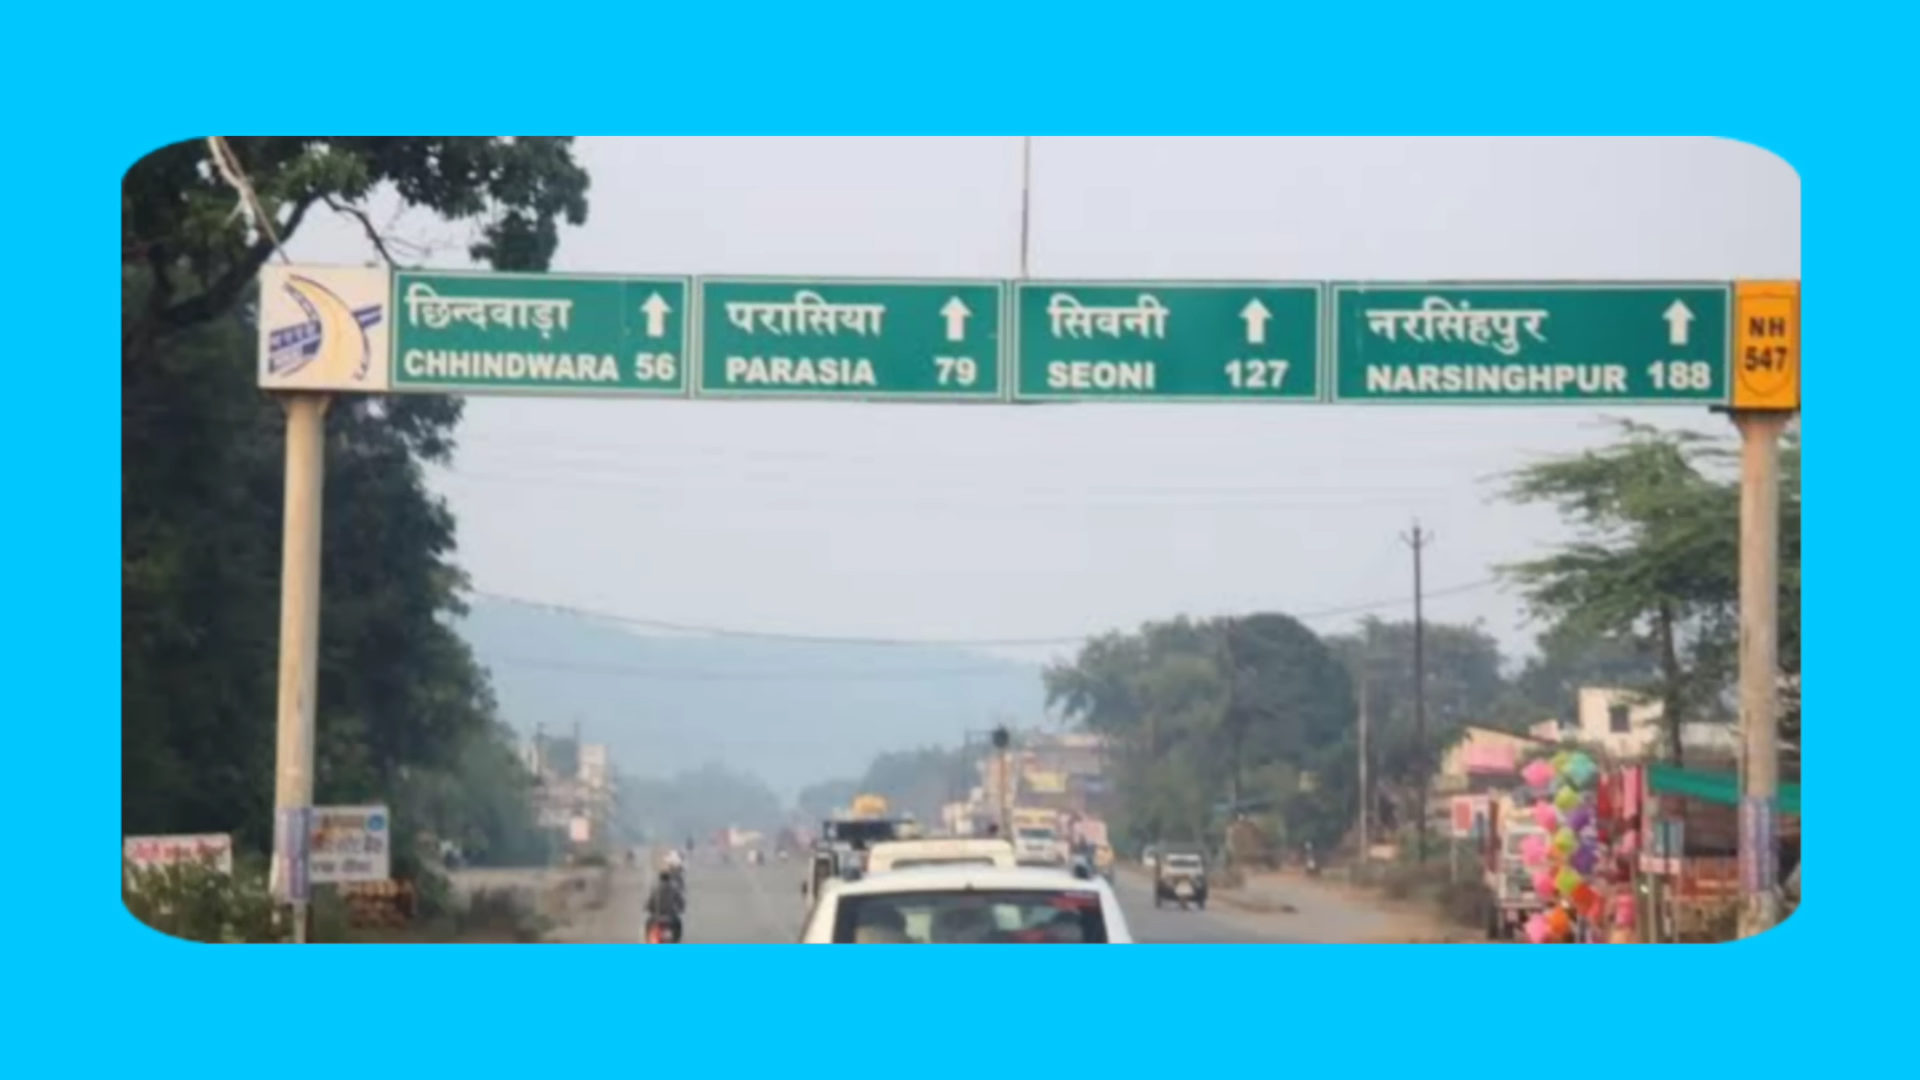 छिन्दवाड़ा
CHHINDWARA 56
परासिया
PARASIA 79
सिवनी
SEONI 127
नरसिंहपुर
NARSINGHPUR 188
NH
547